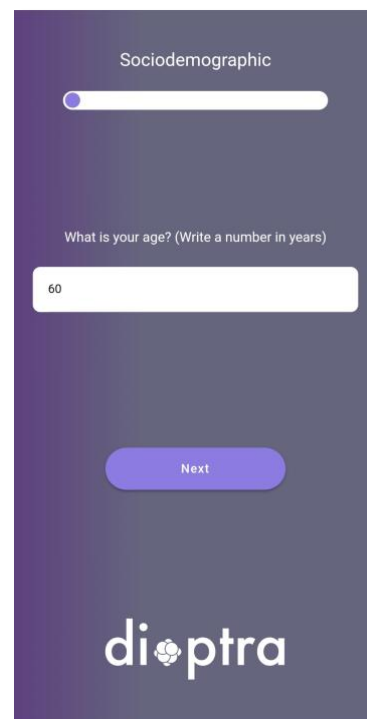 Sociodemographic
What is your age? (Write a number in years)
60
Next
dioptra